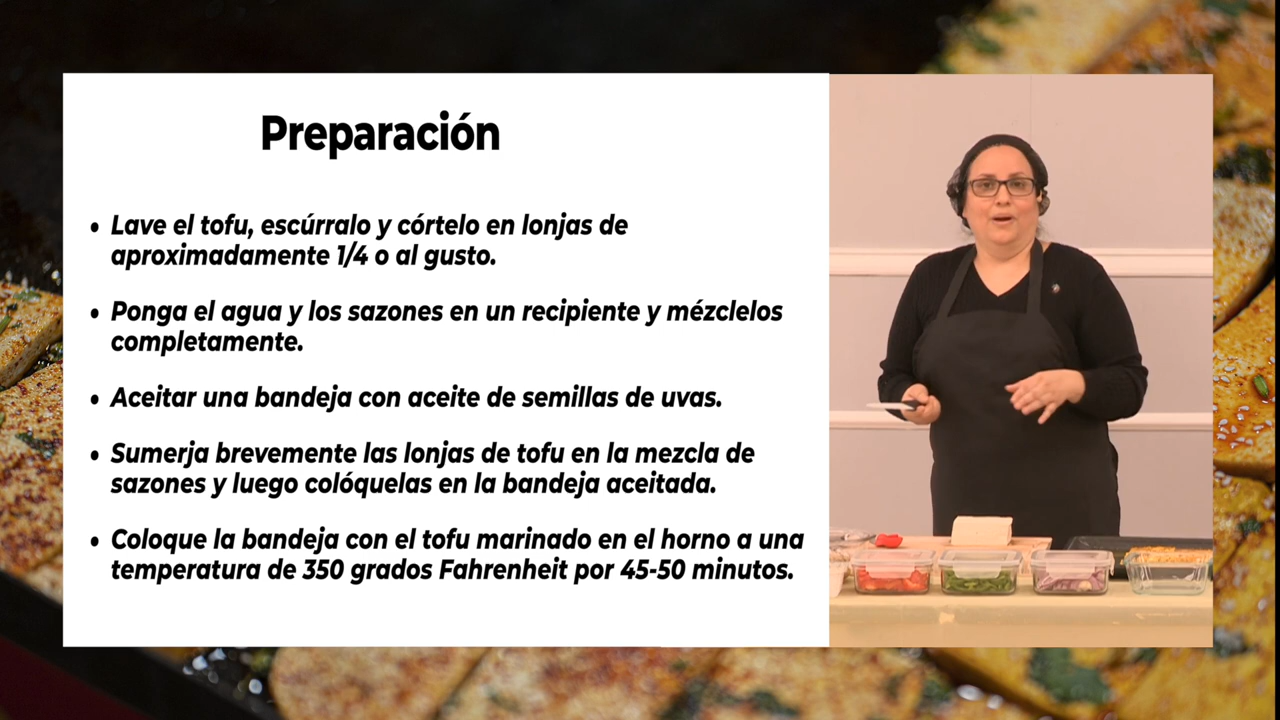 Preparación
• Lave el tofu, escúrralo y córtelo en lonjas de
aproximadamente 1/4 o al gusto.
• Ponga el agua y los sazones en un recipiente y mézclelos
completamente.
• Aceitar una bandeja con aceite de semillas de uvas.
• Sumerja brevemente las lonjas de tofu en la mezcla de
sazones y luego colóquelas en la bandeja aceitada.
• Coloque la bandeja con el tofu marinado en el horno a una
temperatura de 350 grados Fahrenheit por 45-50 minutos.